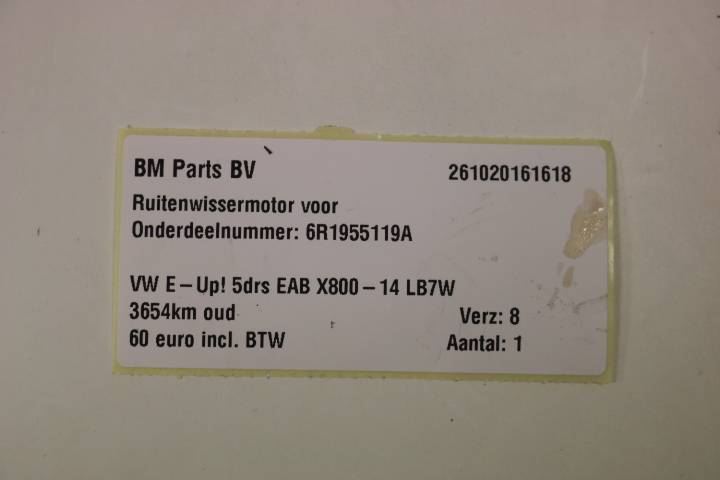 BM Parts BV 261020161618
Ruitenwissermotor voor
Onderdeelnummer: 6R1955119A
VW E-Up! 5drs EAB X800-14 LB7W
3654km oud Verz: 8
60 euro incl. BTW Aantal: 1